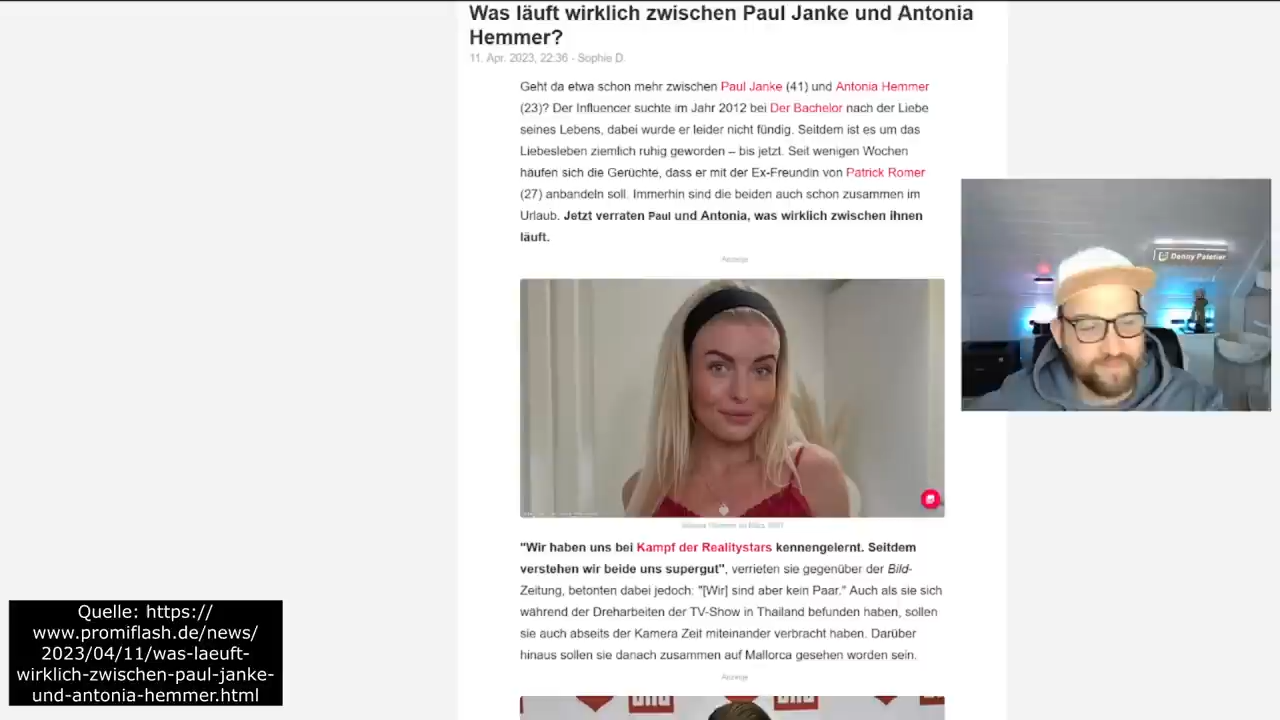 Was läuft wirklich zwischen Paul Janke und Antonia
Hemmer?
11. Apr. 2023, 22:36 - Sophie D.
Geht da etwa schon mehr zwischen Paul Janke (41) und Antonia Hemmer
(23)? Der Influencer suchte im Jahr 2012 bei Der Bachelor nach der Liebe
seines Lebens, dabei wurde er leider nicht fündig. Seitdem ist es um das
Liebesleben ziemlich ruhig geworden – bis jetzt. Seit wenigen Wochen
häufen sich die Gerüchte, dass er mit der Ex-Freundin von Patrick Romer
(27) anbandeln soll. Immerhin sind die beiden auch schon zusammen im
Urlaub. Jetzt verraten Paul und Antonia, was wirklich zwischen ihnen
läuft.
Anzeige
Danny Patetier
"Wir haben uns bei Kampf der Realitystars kennengelernt. Seitdem
verstehen wir beide uns supergut", verrieten sie gegenüber der Bild-
Zeitung, betonten dabei jedoch: "[Wir] sind aber kein Paar." Auch als sie sich
während der Dreharbeiten der TV-Show in Thailand befunden haben, sollen
sie auch abseits der Kamera Zeit miteinander verbracht haben. Darüber
hinaus sollen sie danach zusammen auf Mallorca gesehen worden sein.
Anzeige
Quelle: https://
www.promiflash.de/news/
2023/04/11/was-laeuft-
wirklich-zwischen-paul-janke-
und-antonia-hemmer.html